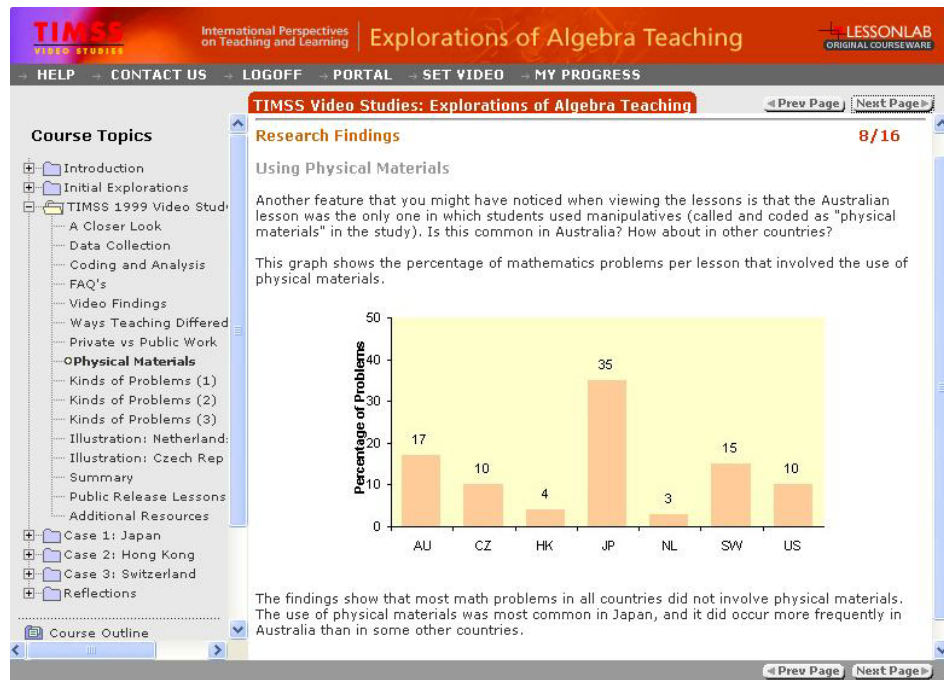 TIMSS
VIDEO STUDIES
International Perspectives
on Teaching and Learning
Explorations of Algebra Teaching
LESSONLAB
ORIGINAL COURSEWARE
→ HELP → CONTACT US → LOGOFF → PORTAL → SET VIDEO → MY PROGRESS
TIMSS Video Studies: Explorations of Algebra Teaching
Prev Page Next Page
Course Topics
Introduction
Initial Explorations
TIMSS 1999 Video Stud
A Closer Look
Data Collection
Coding and Analysis
FAQ's
Video Findings
Ways Teaching Differed
Private vs Public Work
Physical Materials
Kinds of Problems (1)
Kinds of Problems (2)
Kinds of Problems (3)
Illustration: Netherland
Illustration: Czech Rep
Summary
Public Release Lessons
Additional Resources
Case 1: Japan
Case 2: Hong Kong
Case 3: Switzerland
Reflections
Course Outline
Research Findings 8/16
Using Physical Materials
Another feature that you might have noticed when viewing the lessons is that the Australian
lesson was the only one in which students used manipulatives (called and coded as "physical
materials" in the study). Is this common in Australia? How about in other countries?
This graph shows the percentage of mathematics problems per lesson that involved the use of
physical materials.
Percentage of Problems
50
40
30
20
10
0
17
10
4
35
3
15
10
AU CZ HK JP NL SW US
The findings show that most math problems in all countries did not involve physical materials.
The use of physical materials was most common in Japan, and it did occur more frequently in
Australia than in some other countries.
Prev Page Next Page